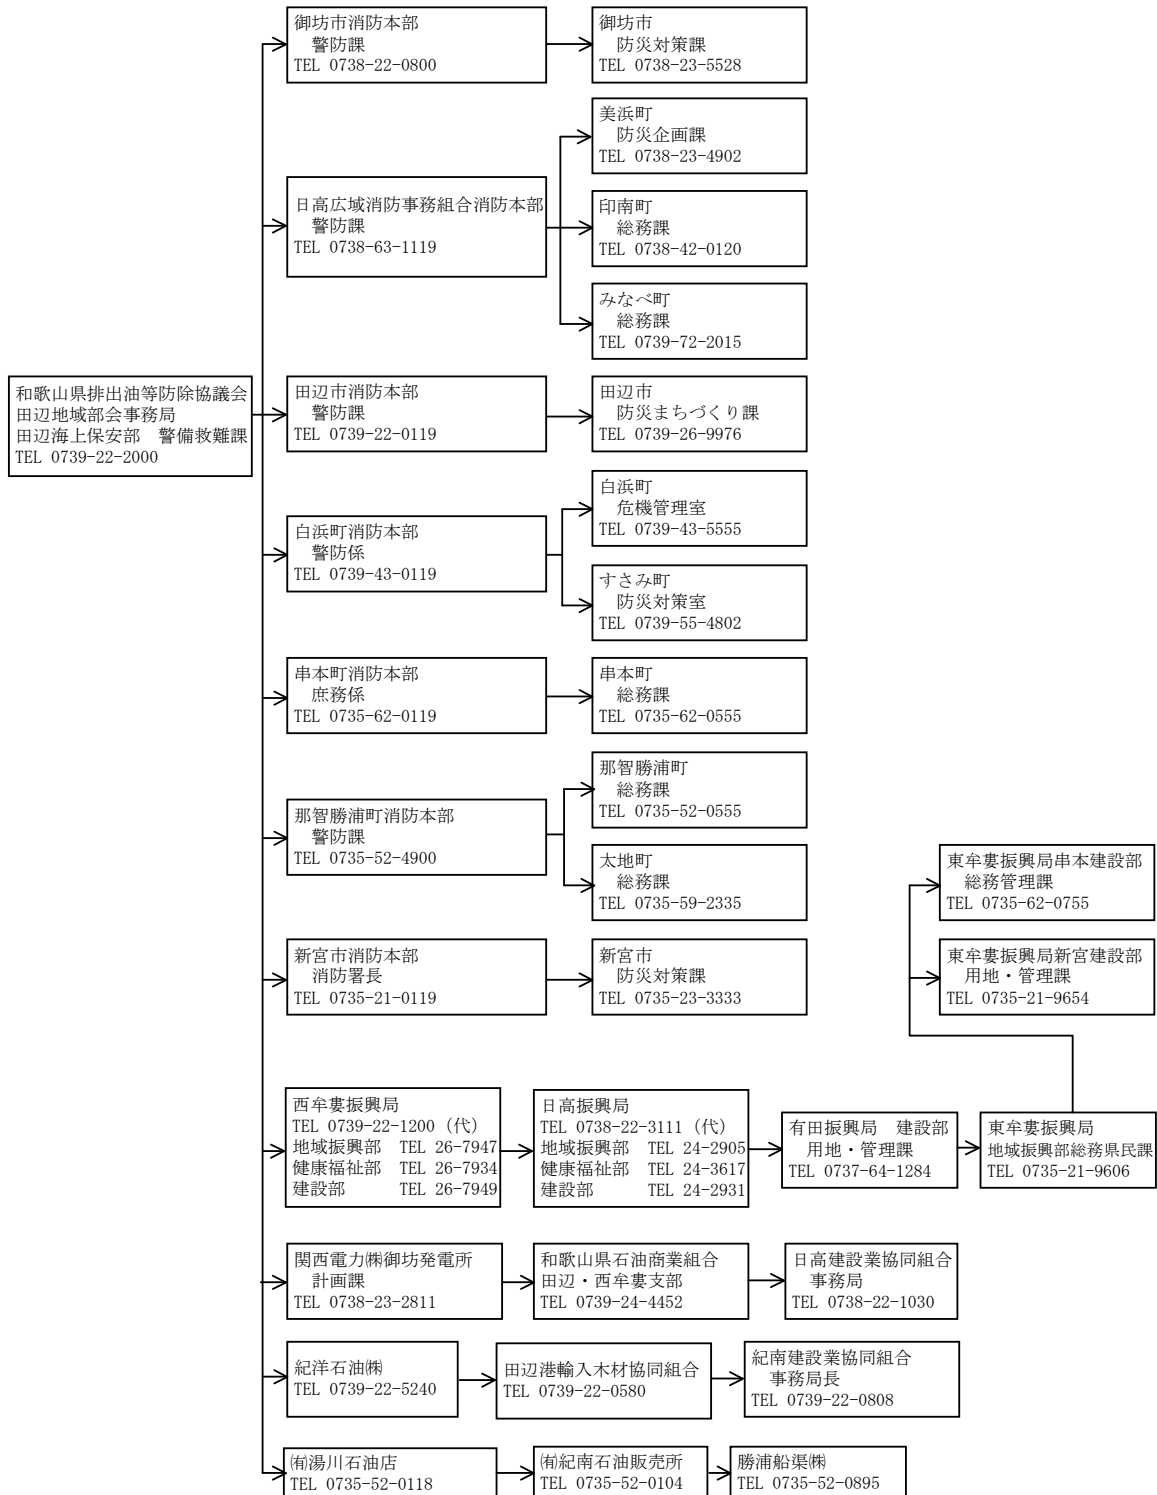 和歌山県排出油等防除協議会
田辺地域部会事務局
田辺海上保安部　警備救難課
TEL 0739-22-2000
御坊市消防本部
警防課
TEL 0738-22-0800
御坊市
防災対策課
TEL 0738-23-5528
日高広域消防事務組合消防本部
警防課
TEL 0738-63-1119
美浜町
防災企画課
TEL 0738-23-4902
印南町
総務課
TEL 0738-42-0120
みなべ町
総務課
TEL 0739-72-2015
田辺市消防本部
警防課
TEL 0739-22-0119
田辺市
防災まちづくり課
TEL 0739-26-9976
白浜町消防本部
警防係
TEL 0739-43-0119
白浜町
危機管理室
TEL 0739-43-5555
すさみ町
防災対策室
TEL 0739-55-4802
串本町消防本部
庶務係
TEL 0735-62-0119
串本町
総務課
TEL 0735-62-0555
那智勝浦町消防本部
警防課
TEL 0735-52-4900
那智勝浦町
総務課
TEL 0735-52-0555
太地町
総務課
TEL 0735-59-2335
新宮市消防本部
消防署長
TEL 0735-21-0119
新宮市
防災対策課
TEL 0735-23-3333
西牟婁振興局
TEL 0739-22-1200（代）
地域振興部　TEL 26-7947
健康福祉部　TEL 26-7934
建設部　　　TEL 26-7949
日高振興局
TEL 0738-22-3111（代）
地域振興部　TEL 24-2905
健康福祉部　TEL 24-3617
建設部　　　TEL 24-2931
有田振興局　建設部
用地・管理課
TEL 0737-64-1284
東牟婁振興局
地域振興部総務県民課
TEL 0735-21-9606
東牟婁振興局串本建設部
総務管理課
TEL 0735-62-0755
東牟婁振興局新宮建設部
用地・管理課
TEL 0735-21-9654
関西電力㈱御坊発電所
計画課
TEL 0738-23-2811
和歌山県石油商業組合
田辺・西牟婁支部
TEL 0739-24-4452
日高建設業協同組合
事務局
TEL 0738-22-1030
紀洋石油㈱
TEL 0739-22-5240
田辺港輸入木材協同組合
TEL 0739-22-0580
紀南建設業協同組合
事務局長
TEL 0739-22-0808
㈲湯川石油店
TEL 0735-52-0118
㈲紀南石油販売所
TEL 0735-52-0104
勝浦船渠㈱
TEL 0735-52-0895